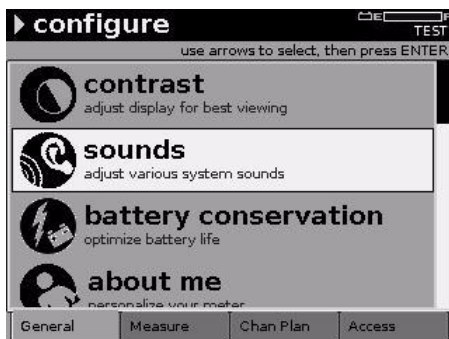 configure
E F
TEST
use arrows to select, then press ENTER
contrast
adjust display for best viewing
sounds
adjust various system sounds
battery conservation
optimize battery life
about me
personalize your meter
General Measure Chan Plan Access